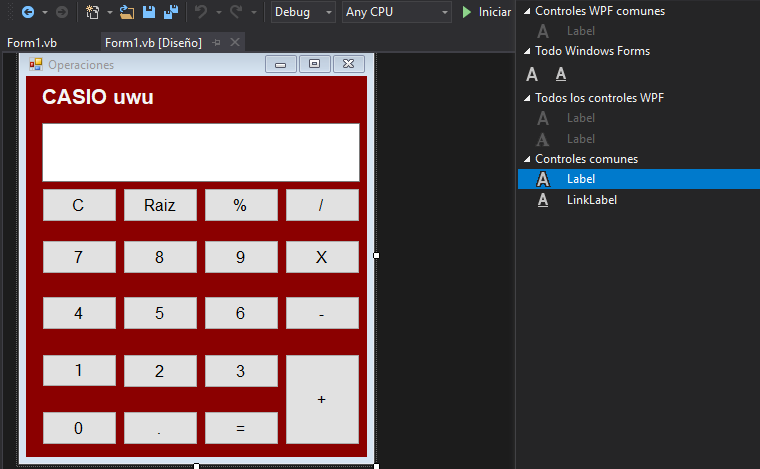 Debug Any CPU Iniciar
Form1.vb Form1.vb [Diseño]
Operaciones
CASIO uwu
C Raiz % /
7 8 9 X
4 5 6 -
1 2 3
+
0 . =
Controles WPF comunes
Label
Todo Windows Forms
A A
Todos los controles WPF
A Label
A Label
Controles comunes
A Label
A LinkLabel